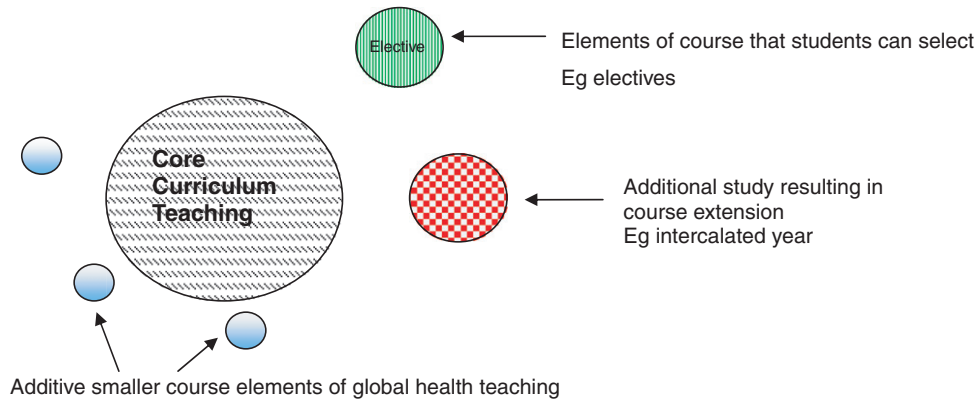 Elective
Elements of course that students can select
Eg electives
Core
Curriculum
Teaching
Additional study resulting in
course extension
Eg intercalated year
Additive smaller course elements of global health teaching